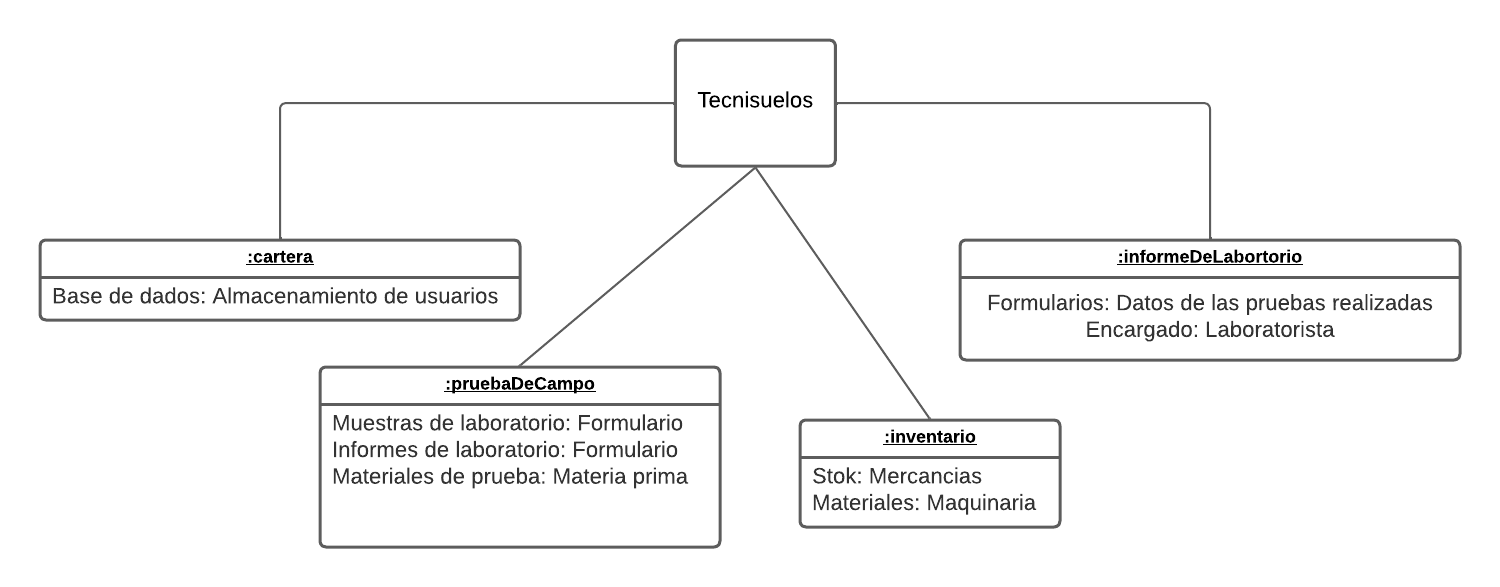 Tecnisuelos
:cartera
Base de dados: Almacenamiento de usuarios
:informeDeLabortorio
Formularios: Datos de las pruebas realizadas
Encargado: Laboratorista
:pruebaDeCampo
Muestras de laboratorio: Formulario
Informes de laboratorio: Formulario
Materiales de prueba: Materia prima
:inventario
Stok: Mercancias
Materiales: Maquinaria